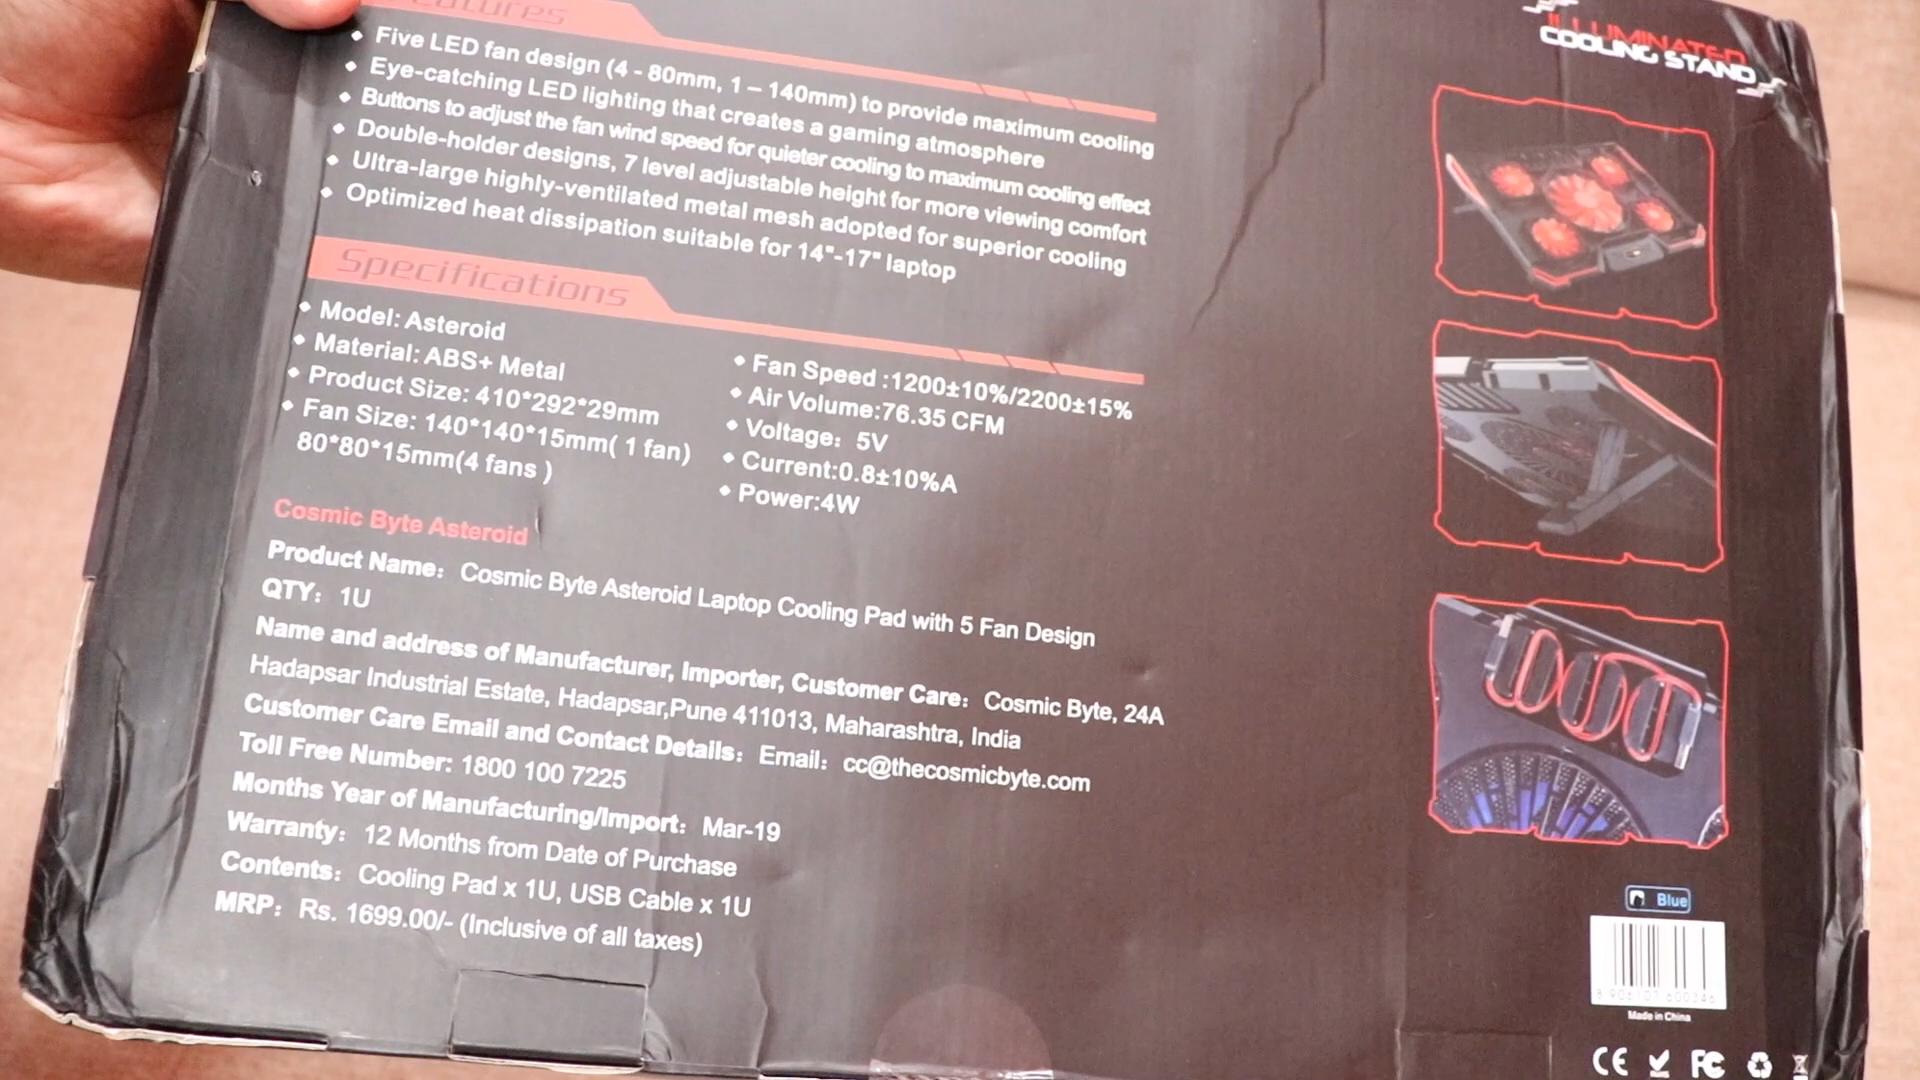 Features
ILLUMINATED
COOLING STAND
Five LED fan design (4 - 80mm, 1 – 140mm) to provide maximum cooling
Eye-catching LED lighting that creates a gaming atmosphere
Buttons to adjust the fan wind speed for quieter cooling to maximum cooling effect
Double-holder designs, 7 level adjustable height for more viewing comfort
Ultra-large highly-ventilated metal mesh adopted for superior cooling
Optimized heat dissipation suitable for 14"-17" laptop
Specifications
Model: Asteroid
Material: ABS+ Metal
Product Size: 410*292*29mm
Fan Size: 140*140*15mm( 1 fan)
80*80*15mm(4 fans )
Fan Speed :1200±10%/2200±15%
Air Volume:76.35 CFM
Voltage: 5V
Current:0.8±10%A
Power:4W
Cosmic Byte Asteroid
Product Name: Cosmic Byte Asteroid Laptop Cooling Pad with 5 Fan Design
QTY: 1U
Name and address of Manufacturer, Importer, Customer Care: Cosmic Byte, 24A
Hadapsar Industrial Estate, Hadapsar,Pune 411013, Maharashtra, India
Customer Care Email and Contact Details: Email: cc@thecosmicbyte.com
Toll Free Number: 1800 100 7225
Months Year of Manufacturing/Import: Mar-19
Warranty: 12 Months from Date of Purchase
Contents: Cooling Pad x 1U, USB Cable x 1U
MRP: Rs. 1699.00/- (Inclusive of all taxes)
Blue
8 906107 600346
Made in China
CE FC